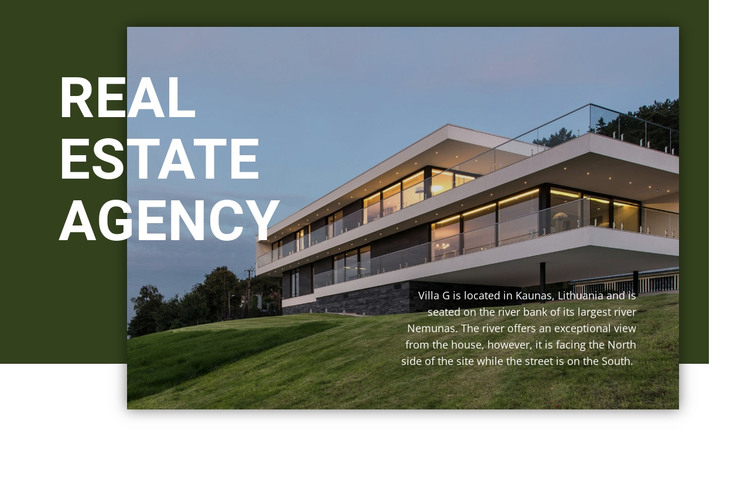 REAL
ESTATE
AGENCY
Villa G is located in Kaunas, Lithuania and is
seated on the river bank of its largest river
Nemunas. The river offers an exceptional view
from the house, however, it is facing the North
side of the site while the street is on the South.